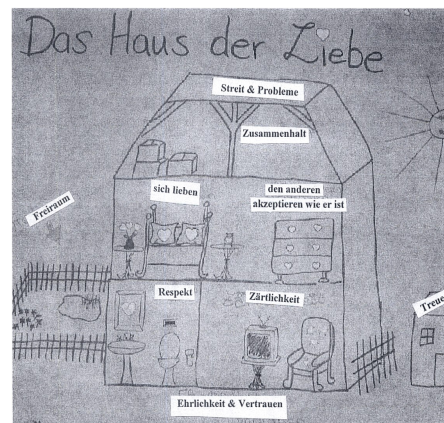 Das Haus der Liebe
Streit & Probleme
Zusammenhalt
sich lieben
den anderen
akzeptieren wie er ist
Freiraum
Respekt
Zärtlichkeit
Treue
Ehrlichkeit & Vertrauen